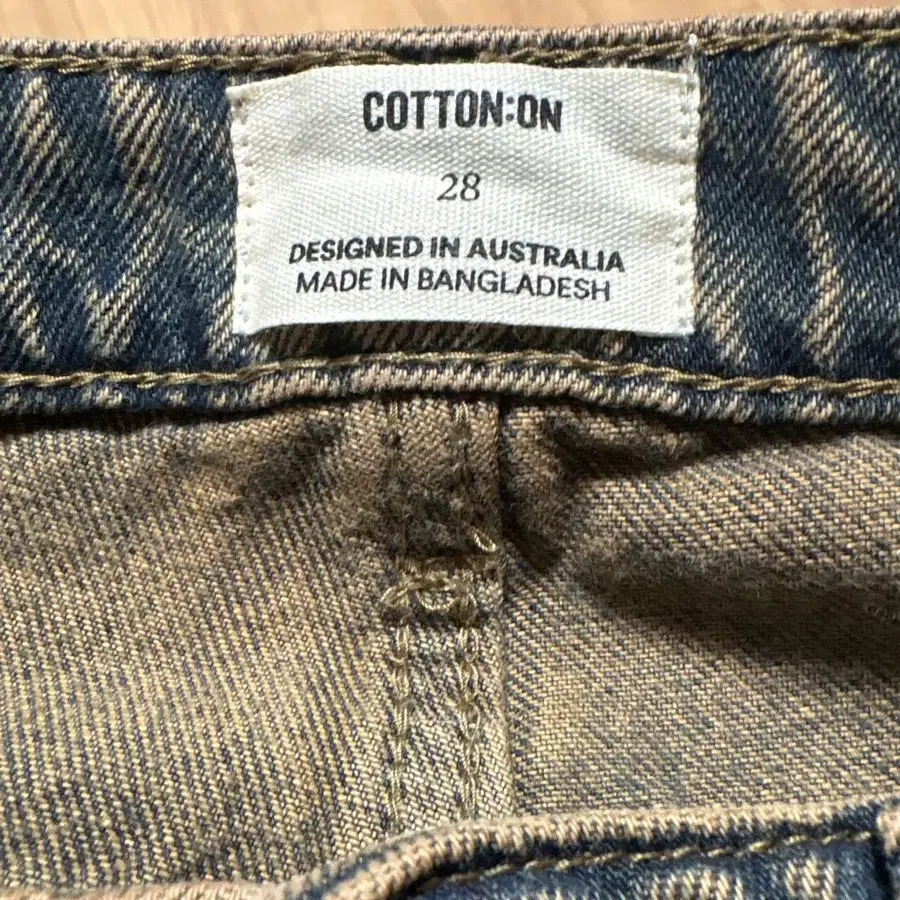 COTTON:ON
28
DESIGNED IN AUSTRALIA
MADE IN BANGLADESH